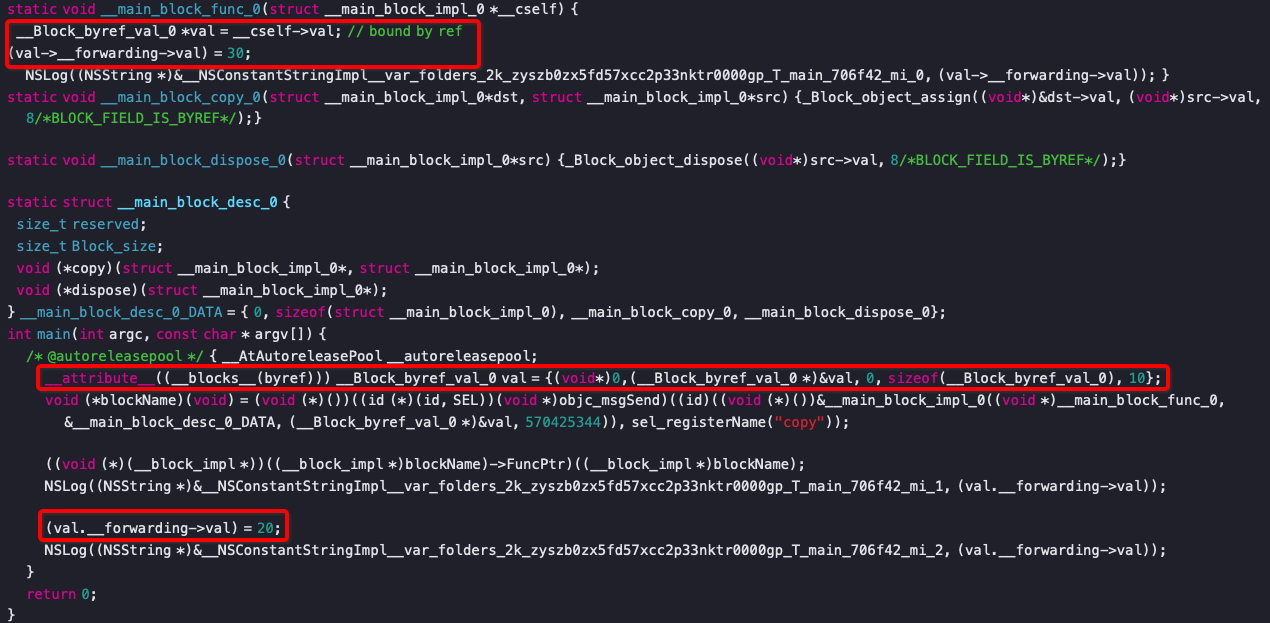 static void __main_block_func_0(struct __main_block_impl_0 *__cself) {
__Block_byref_val_0 *val = __cself->val; // bound by ref
(val->__forwarding->val) = 30;
NSLog((NSString *)&__NSConstantStringImpl__var_folders_2k_zyszb0zx5fd57xcc2p33nktr0000gp_T_main_706f42_mi_0, (val->__forwarding->val)); }
static void __main_block_copy_0(struct __main_block_impl_0*dst, struct __main_block_impl_0*src) {_Block_object_assign((void*)&dst->val, (void*)src->val,
8/*BLOCK_FIELD_IS_BYREF*/);}
static void __main_block_dispose_0(struct __main_block_impl_0*src) {_Block_object_dispose((void*)src->val, 8/*BLOCK_FIELD_IS_BYREF*/);}
static struct __main_block_desc_0 {
size_t reserved;
size_t Block_size;
void (*copy)(struct __main_block_impl_0*, struct __main_block_impl_0*);
void (*dispose)(struct __main_block_impl_0*);
} __main_block_desc_0_DATA = { 0, sizeof(struct __main_block_impl_0), __main_block_copy_0, __main_block_dispose_0};
int main(int argc, const char * argv[]) {
/* @autoreleasepool */ { __AtAutoreleasePool __autoreleasepool;
__attribute__((__blocks__(byref))) __Block_byref_val_0 val = {(void*)0,(__Block_byref_val_0 *)&val, 0, sizeof(__Block_byref_val_0), 10};
void (*blockName)(void) = (void (*)())((id (*)(id, SEL))(void *)objc_msgSend)((id)((void (*)())&__main_block_impl_0((void *)__main_block_func_0,
&__main_block_desc_0_DATA, (__Block_byref_val_0 *)&val, 570425344)), sel_registerName("copy"));
((void (*)(__block_impl *))((__block_impl *)blockName)->FuncPtr)((__block_impl *)blockName);
NSLog((NSString *)&__NSConstantStringImpl__var_folders_2k_zyszb0zx5fd57xcc2p33nktr0000gp_T_main_706f42_mi_1, (val.__forwarding->val));
(val.__forwarding->val) = 20;
NSLog((NSString *)&__NSConstantStringImpl__var_folders_2k_zyszb0zx5fd57xcc2p33nktr0000gp_T_main_706f42_mi_2, (val.__forwarding->val));
}
return 0;
}